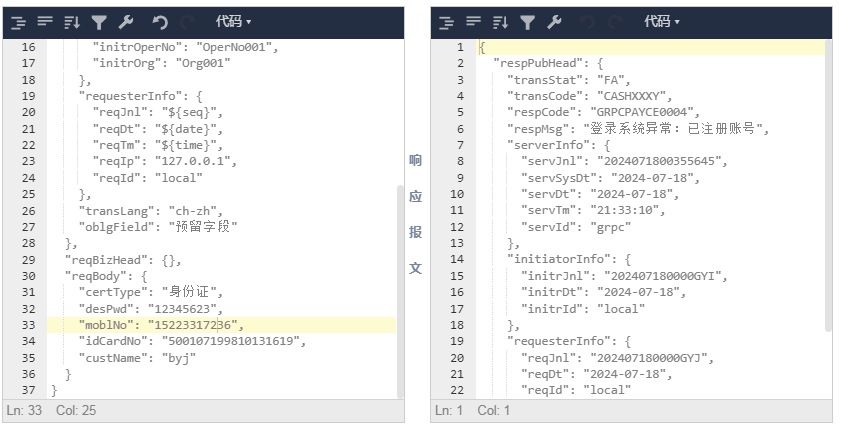 代码
16 "initrOperNo": "OperNo001",
17 "initrOrg": "Org001"
18 },
19 "requesterInfo": {
20 "reqJnl": "${seq}",
21 "reqDt": "${date}",
22 "reqTm": "${time}",
23 "reqIp": "127.0.0.1",
24 "reqId": "local"
25 },
26 "transLang": "ch-zh",
27 "oblgField": "预留字段"
28 },
29 "reqBizHead": {},
30 "reqBody": {
31 "certType": "身份证",
32 "desPwd": "12345623",
33 "moblNo": "15223317236",
34 "idCardNo": "500107199810131619",
35 "custName": "byj"
36 }
37 }
Ln: 33 Col: 25
响
应
报
文
代码
1 {
2 "respPubHead": {
3 "transStat": "FA",
4 "transCode": "CASHXXXY",
5 "respCode": "GRPCPAYCE0004",
6 "respMsg": "登录系统异常: 已注册账号",
7 "serverInfo": {
8 "servJnl": "2024071800355645",
9 "servSysDt": "2024-07-18",
10 "servDt": "2024-07-18",
11 "servTm": "21:33:10",
12 "servId": "grpc"
13 },
14 "initiatorInfo": {
15 "initrJnl": "202407180000GYI",
16 "initrDt": "2024-07-18",
17 "initrId": "local"
18 },
19 "requesterInfo": {
20 "reqJnl": "202407180000GYJ",
21 "reqDt": "2024-07-18",
22 "reqId": "local"
Ln: 1 Col: 1